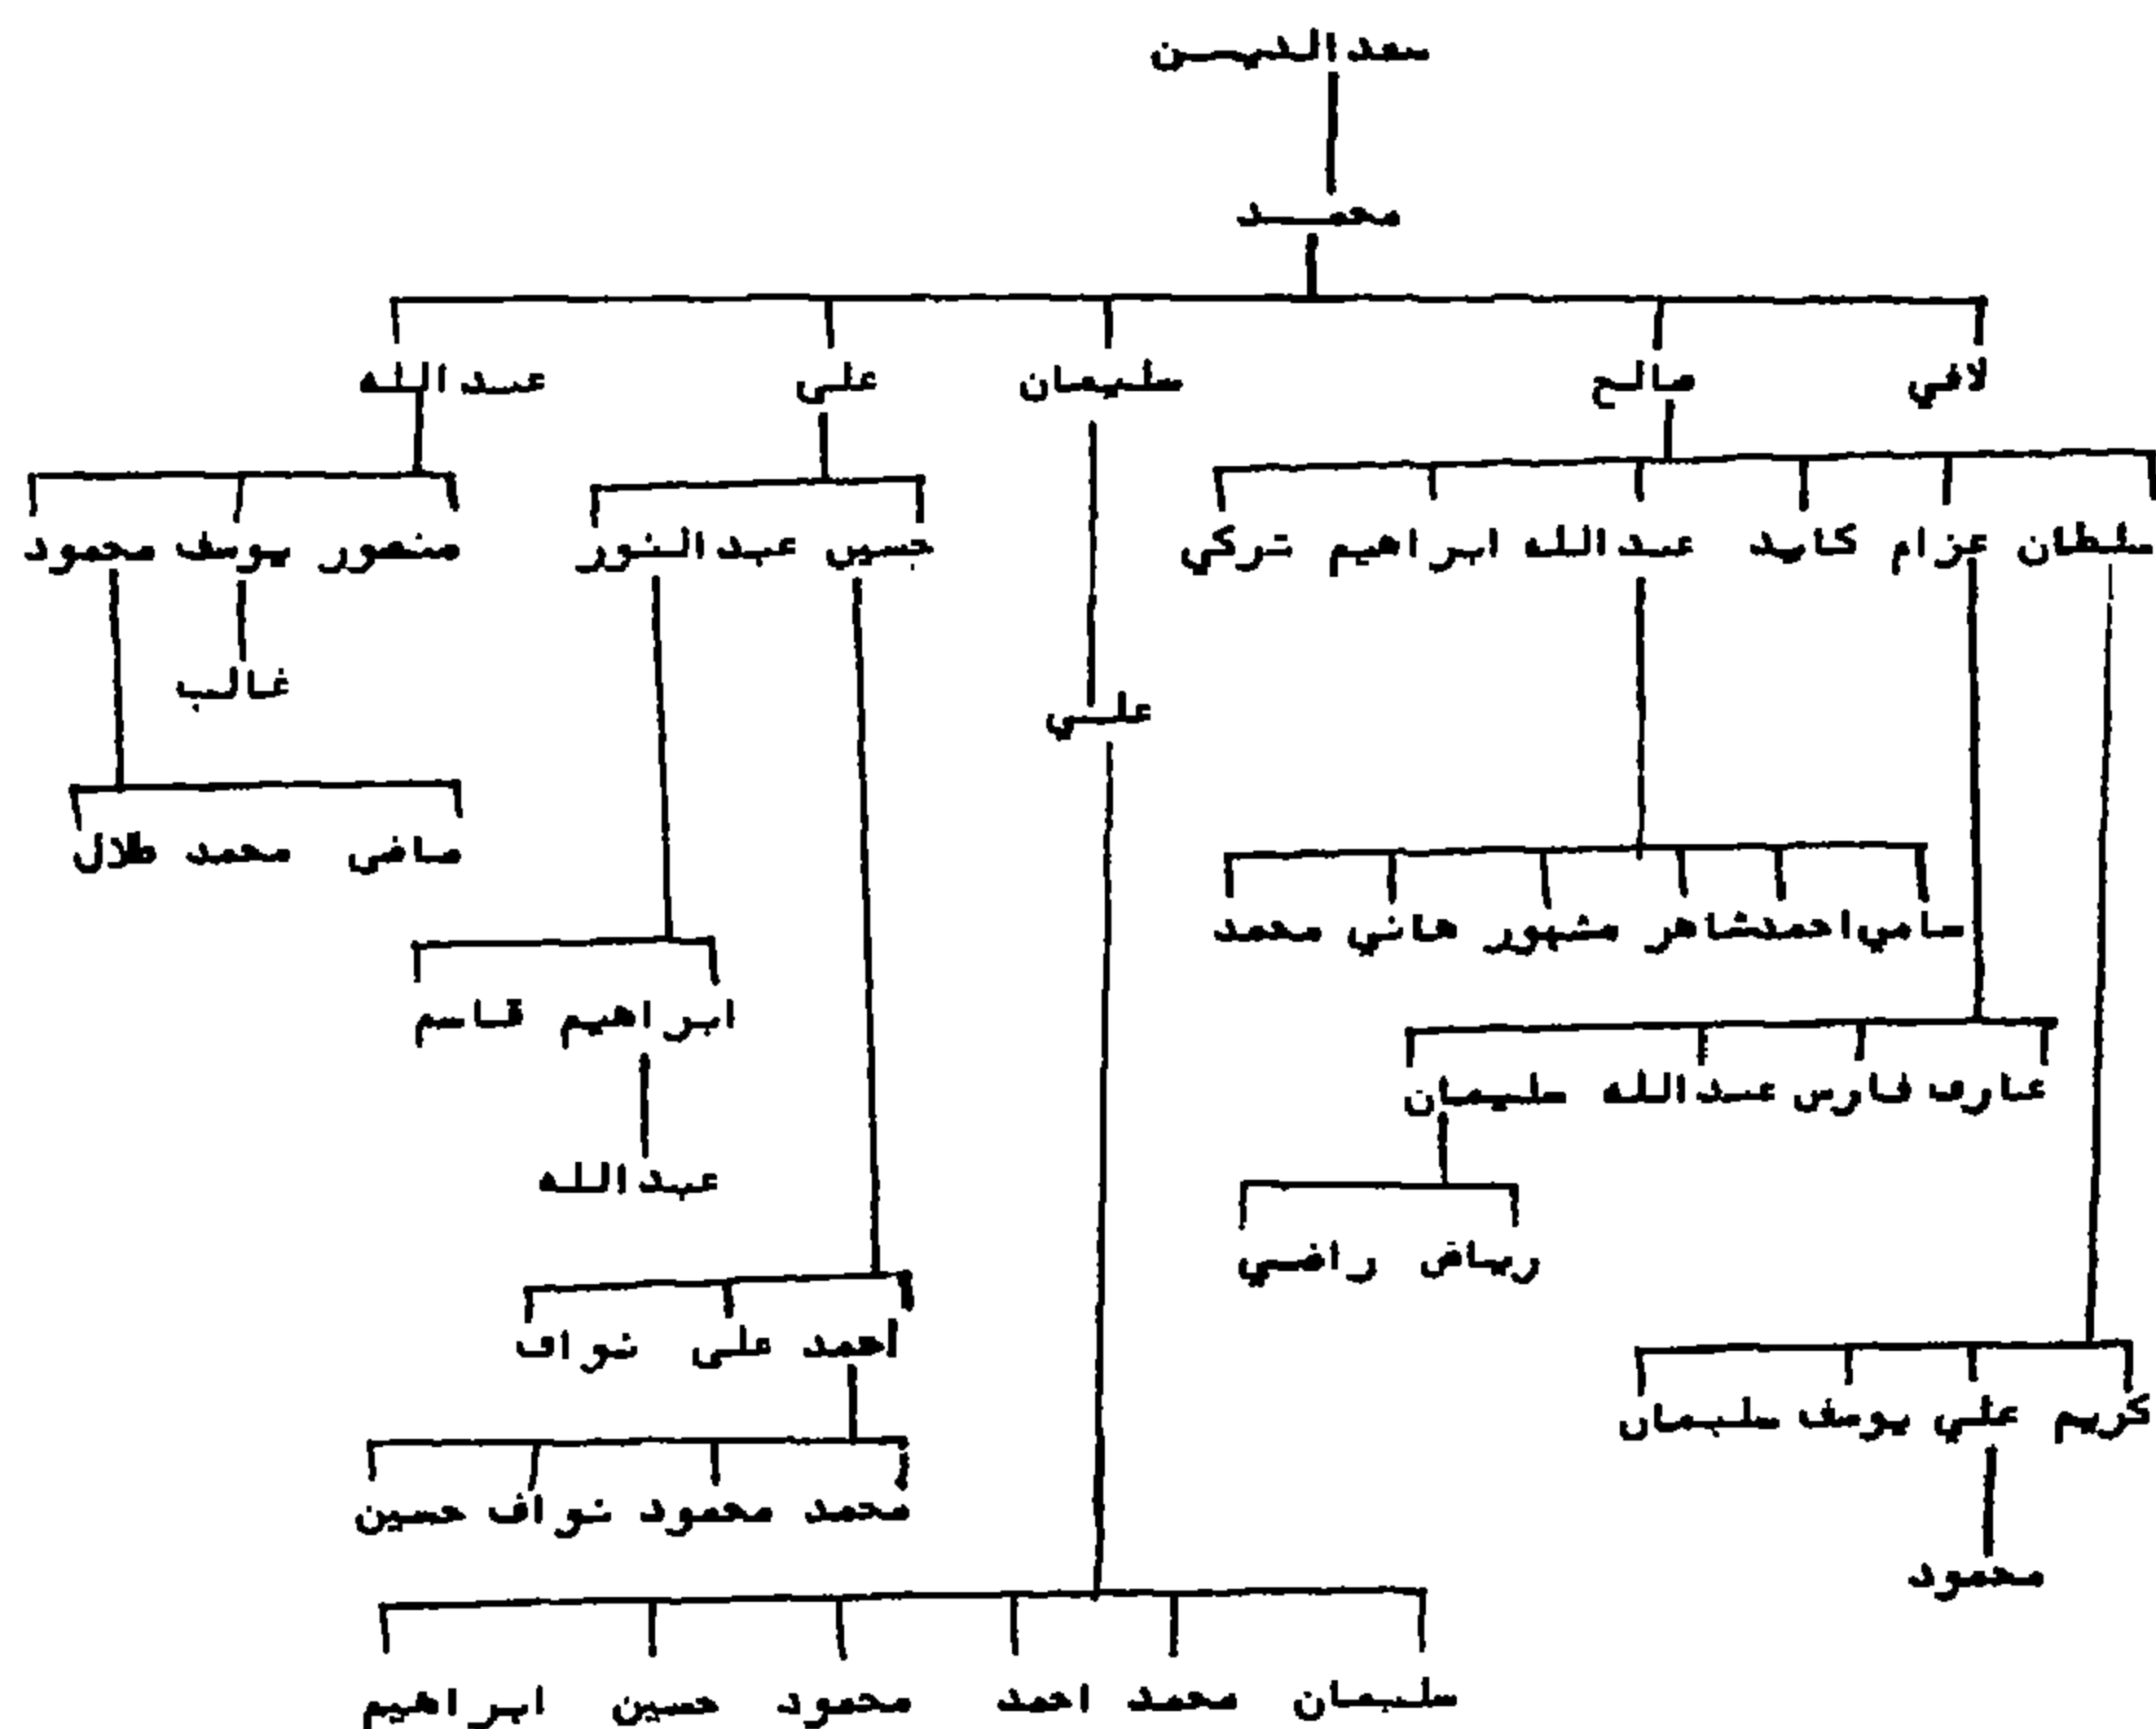 سعد الدين
محمد
لافي صالح سليمان على عبد الله
سلطان عزام كايد عبد الله ابراهيم تركي حسين عبد النور منصور يوسف محمود
غالب
علي
ماضى محمد طلال
سامي احمد شاهر مشهور هاني محمد
ابراهيم قاسم
عارف فارس عبد الله سليمان
عبد الله
رياض راضي
احمد على نواف
كريم علي يوسف سليمان
محمد محمود نواف حسين
محمود
سليمان محمد احمد محمود حسين ابراهيم